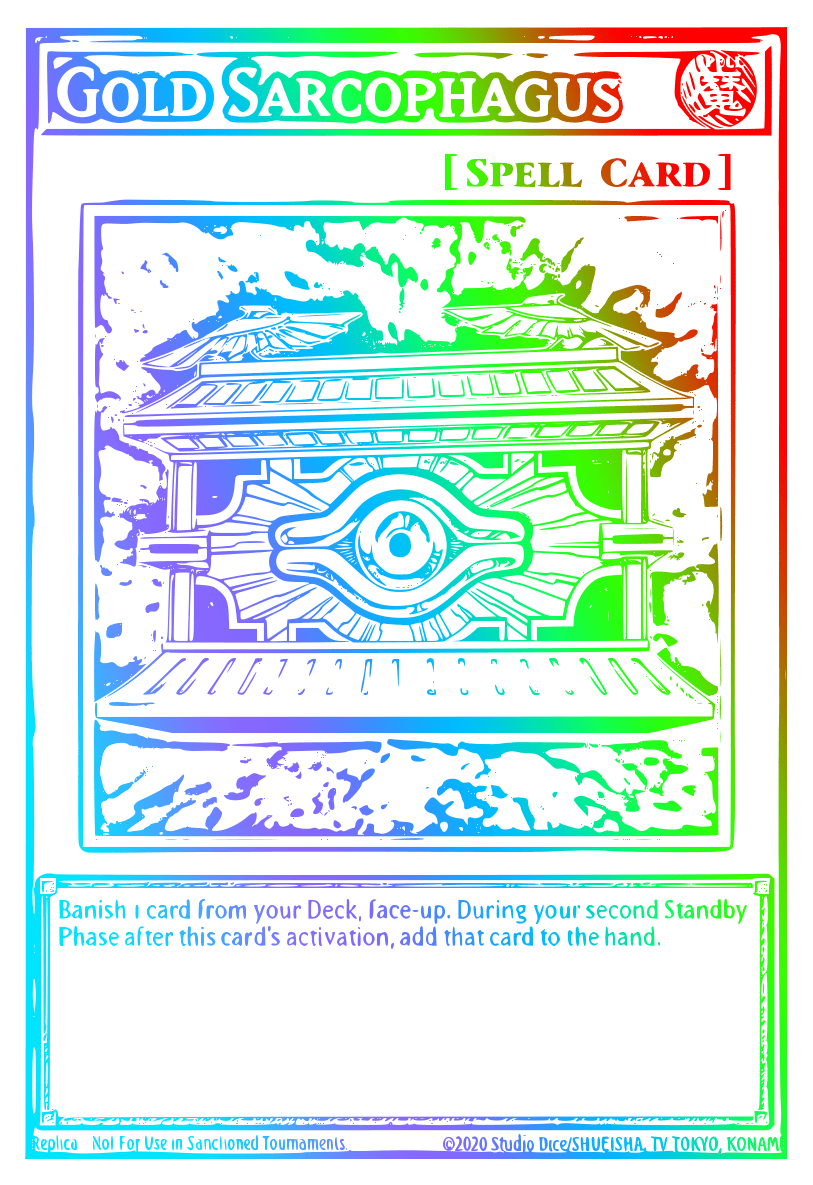 GOLD SARCOPHAGUS
SPELL
魔
[SPELL CARD]
Banish 1 card from your Deck, face-up. During your second Standby
Phase after this card's activation, add that card to the hand.
Replica Not For Use in Sanctioned Tournaments.
©2020 Studio Dice/SHUEISHA, TV TOKYO, KONAMI